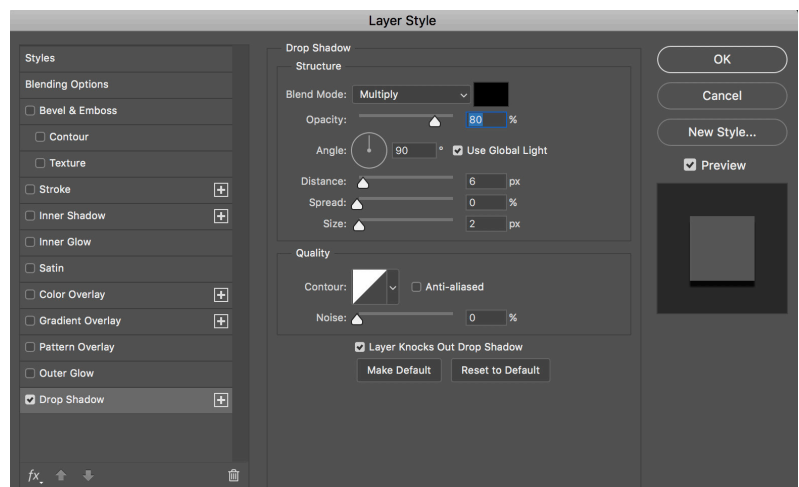 Layer Style
Styles
Blending Options
Bevel & Emboss
Contour
Texture
Stroke
Inner Shadow
Inner Glow
Satin
Color Overlay
Gradient Overlay
Pattern Overlay
Outer Glow
Drop Shadow
fx
Drop Shadow
Structure
Blend Mode: Multiply
Opacity: 80 %
Angle: 90 ° Use Global Light
Distance: 6 px
Spread: 0 %
Size: 2 px
Quality
Contour: Anti-aliased
Noise: 0 %
Layer Knocks Out Drop Shadow
Make Default Reset to Default
OK
Cancel
New Style...
Preview